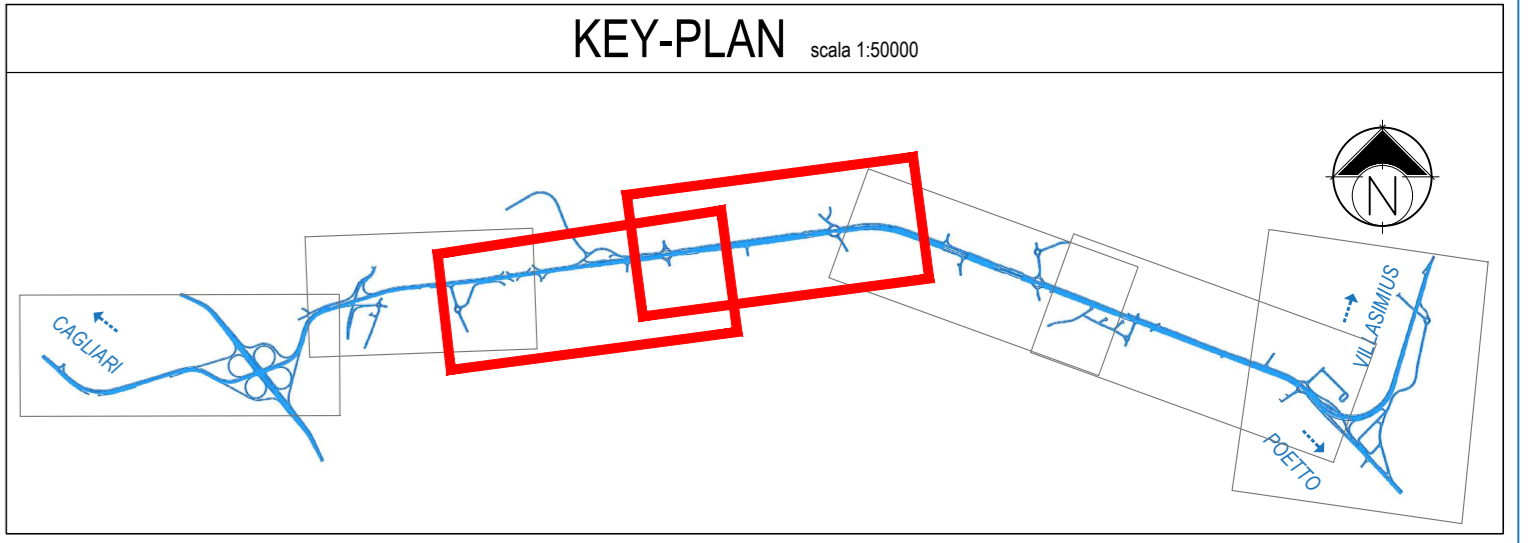 KEY-PLAN scala 1:50000
N
CAGLIARI
VILLASIMIUS
POETTO